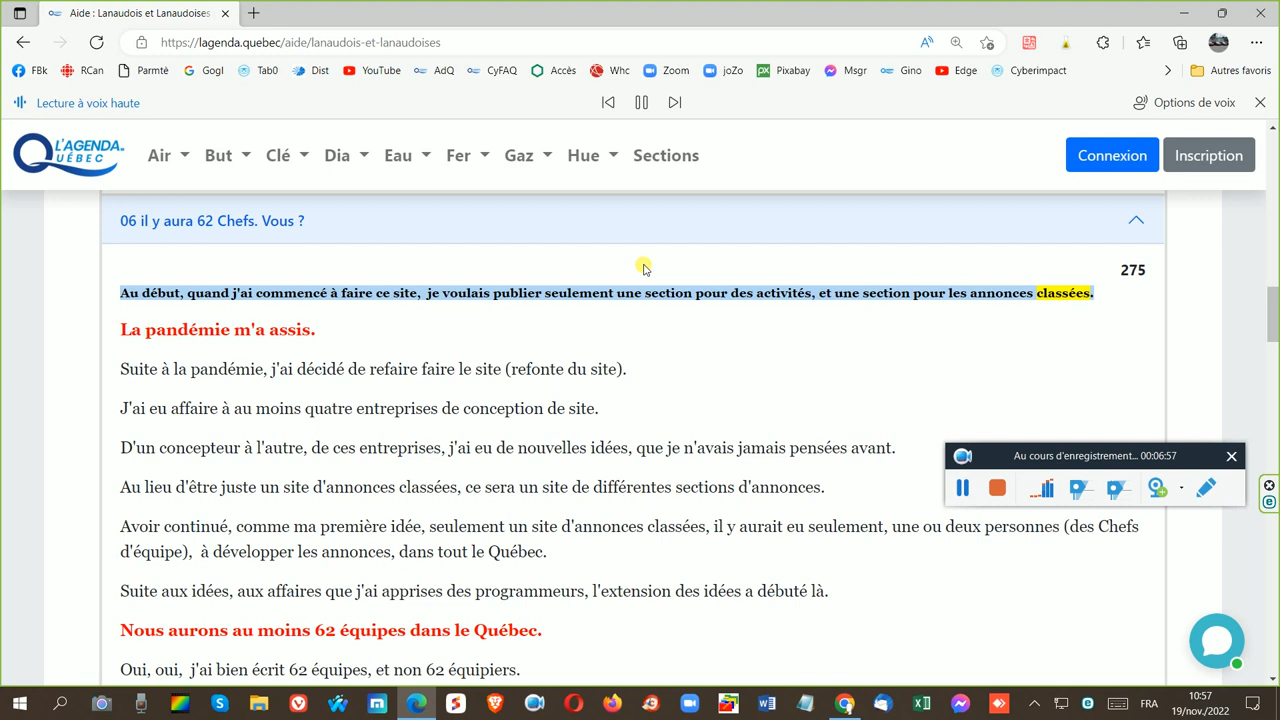 Aide : Lanaudois et Lanaudoises
https://lagenda.quebec/aide/lanaudois-et-lanaudoises
FBk RCan Parmtè Gogl Tab0 Disn YouTube AdQ CyFAQ Accès Whc Zoom joZo Pixabay Msgr Gino Edge Cyberimpact Autres favoris
Lecture à voix haute
Options de voix
L'AGENDA QUÉBEC
Air But Clé Dia Eau Fer Gaz Hue Sections
Connexion Inscription
06 il y aura 62 Chefs. Vous ?
275
Au début, quand j'ai commencé à faire ce site, je voulais publier seulement une section pour des activités, et une section pour les annonces classées.
La pandémie m'a assis.
Suite à la pandémie, j'ai décidé de refaire faire le site (refonte du site).
J'ai eu affaire à au moins quatre entreprises de conception de site.
D'un concepteur à l'autre, de ces entreprises, j'ai eu de nouvelles idées, que je n'avais jamais pensées avant.
Au cours d'enregistrement... 00:06:57
Au lieu d'être juste un site d'annonces classées, ce sera un site de différentes sections d'annonces.
Avoir continué, comme ma première idée, seulement un site d'annonces classées, il y aurait eu seulement, une ou deux personnes (des Chefs
d'équipe), à développer les annonces, dans tout le Québec.
Suite aux idées, aux affaires que j'ai apprises des programmeurs, l'extension des idées a débuté là.
Nous aurons au moins 62 équipes dans le Québec.
Oui, oui, j'ai bien écrit 62 équipes, et non 62 équipiers.
FRA
10:57
19/nov./2022